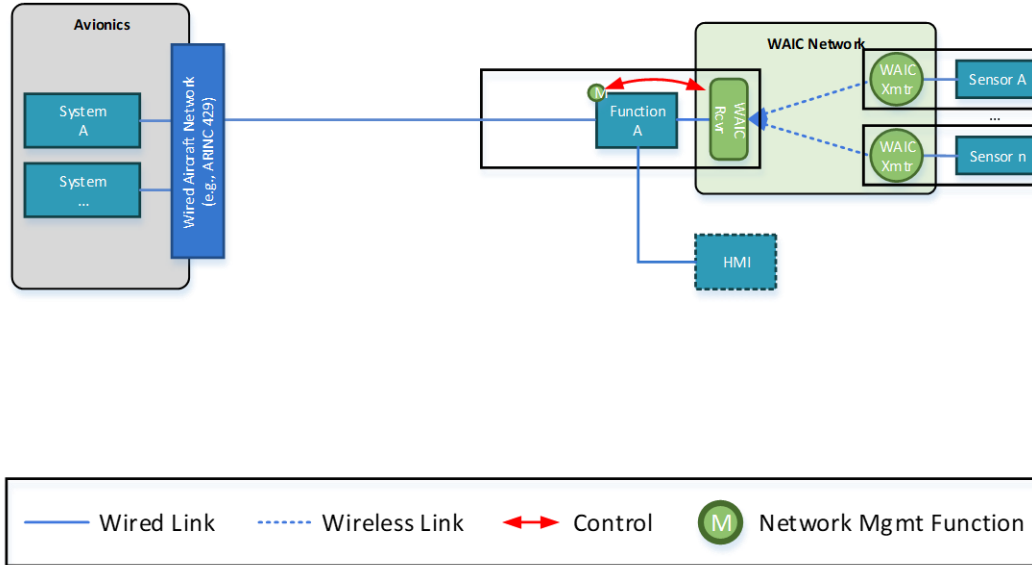 Avionics
System
A
System
...
Wired Aircraft Network
(e.g., ARINC 429)
M
Function
A
WAIC
Rcvr
WAIC Network
WAIC
Xmtr
Sensor A
...
WAIC
Xmtr
Sensor n
HMI
Wired Link
Wireless Link
Control
M
Network Mgmt Function